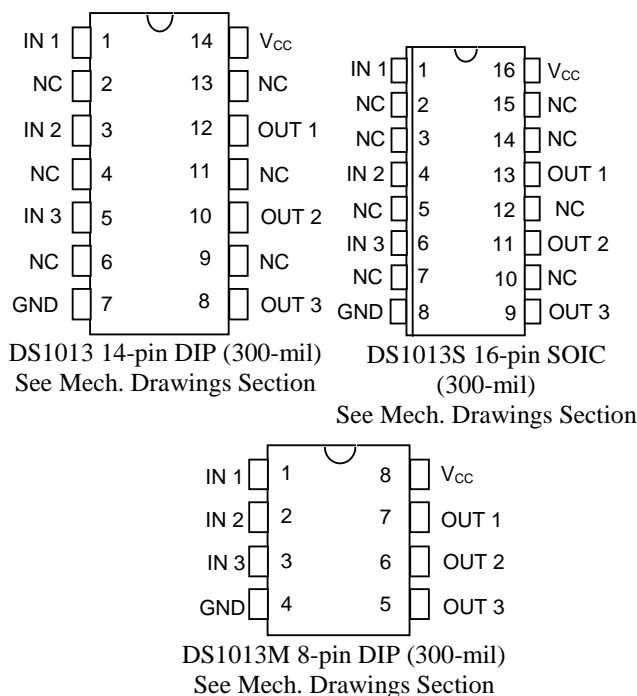 IN 1 1 14 VCC
NC 2 13 NC
IN 2 3 12 OUT 1
NC 4 11 NC
IN 3 5 10 OUT 2
NC 6 9 NC
GND 7 8 OUT 3
DS1013 14-pin DIP (300-mil)
See Mech. Drawings Section
IN 1 1 16 VCC
NC 2 15 NC
NC 3 14 NC
IN 2 4 13 OUT 1
NC 5 12 NC
IN 3 6 11 OUT 2
NC 7 10 NC
GND 8 9 OUT 3
DS1013S 16-pin SOIC
(300-mil)
See Mech. Drawings Section
IN 1 1 8 VCC
IN 2 2 7 OUT 1
IN 3 3 6 OUT 2
GND 4 5 OUT 3
DS1013M 8-pin DIP (300-mil)
See Mech. Drawings Section